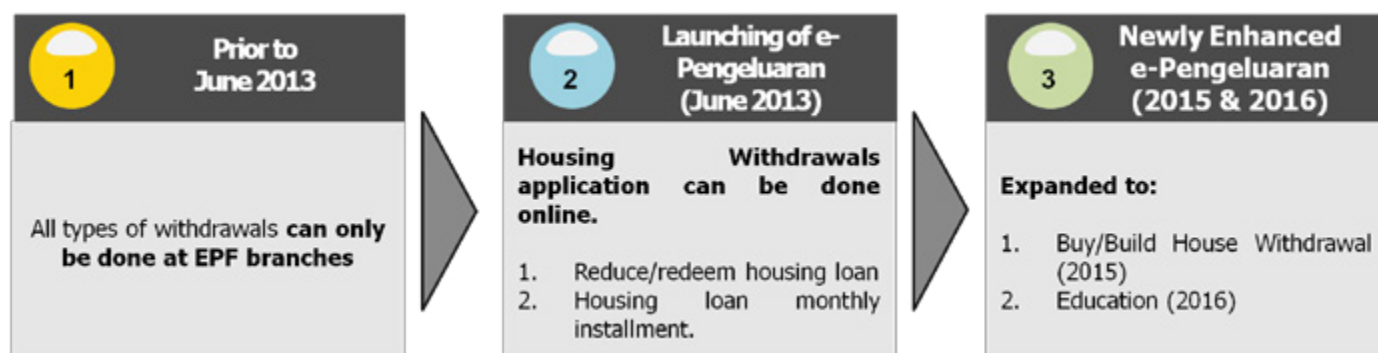 1
Prior to
June 2013
All types of withdrawals can only
be done at EPF branches
2
Launching of e-
Pengeluaran
(June 2013)
Housing Withdrawals
application can be done
online.
1. Reduce/redeem housing loan
2. Housing loan monthly
installment.
3
Newly Enhanced
e-Pengeluaran
(2015 & 2016)
Expanded to:
1. Buy/Build House Withdrawal
(2015)
2. Education (2016)